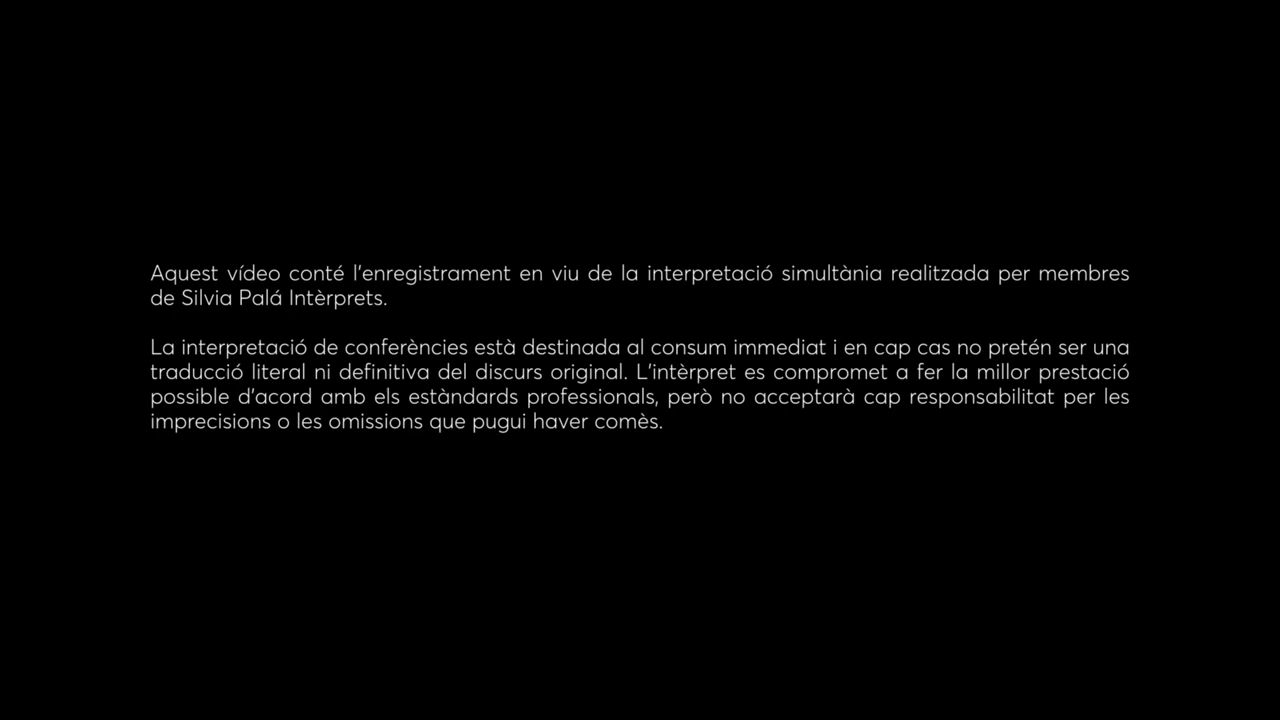 Aquest vídeo conté l'enregistrament en viu de la interpretació simultània realitzada per membres
de Silvia Palá Intèrprets.
La interpretació de conferències està destinada al consum immediat i en cap cas no pretén ser una
traducció literal ni definitiva del discurs original. L'intèrpret es compromet a fer la millor prestació
possible d'acord amb els estàndards professionals, però no acceptarà cap responsabilitat per les
imprecisions o les omissions que pugui haver comès.